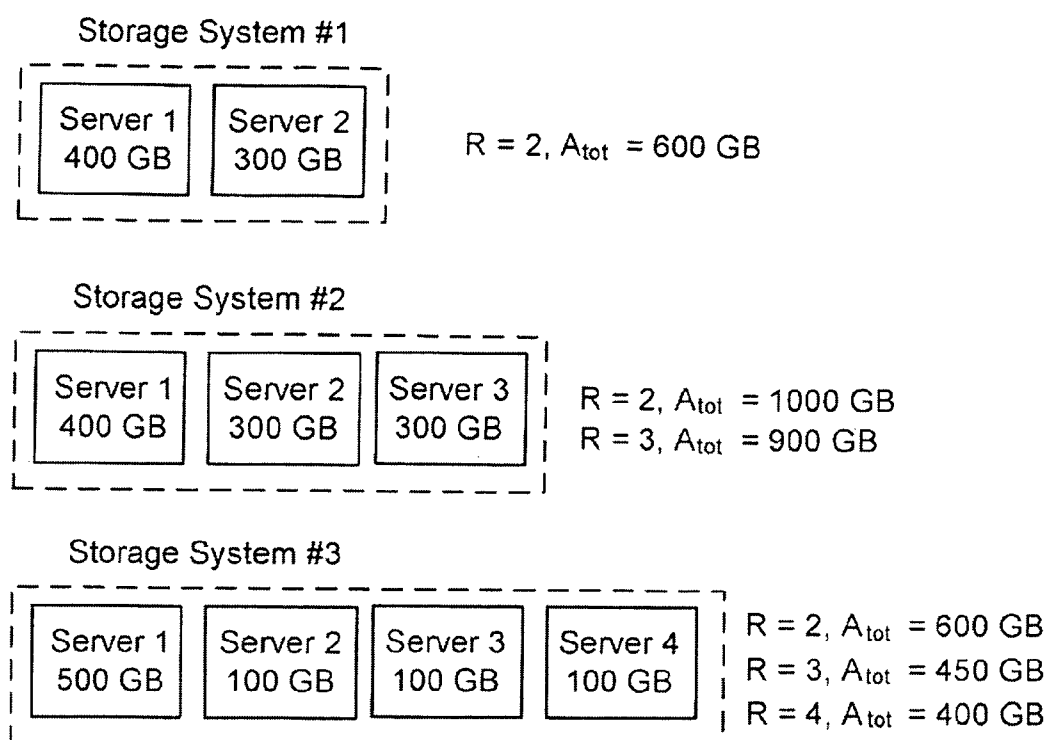 Storage System #1
Server 1
400 GB
Server 2
300 GB
R = 2, Atot = 600 GB
Storage System #2
Server 1
400 GB
Server 2
300 GB
Server 3
300 GB
R = 2, Atot = 1000 GB
R = 3, Atot = 900 GB
Storage System #3
Server 1
500 GB
Server 2
100 GB
Server 3
100 GB
Server 4
100 GB
R = 2, Atot = 600 GB
R = 3, Atot = 450 GB
R = 4, Atot = 400 GB